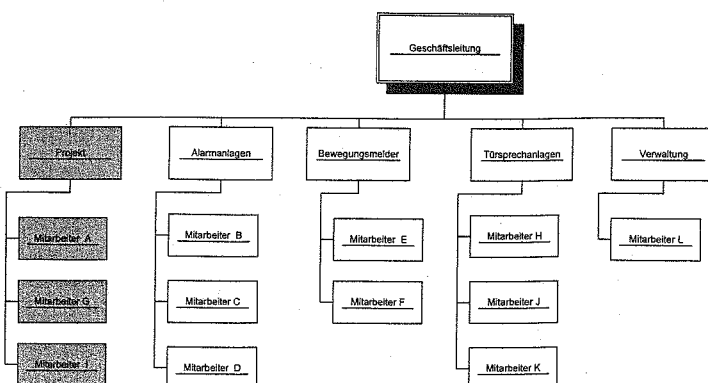 Geschäftsleitung
Projekt
Alarmanlagen
Bewegungsmelder
Türsprechanlagen
Verwaltung
Mitarbeiter A
Mitarbeiter B
Mitarbeiter E
Mitarbeiter H
Mitarbeiter L
Mitarbeiter G
Mitarbeiter C
Mitarbeiter F
Mitarbeiter J
Mitarbeiter I
Mitarbeiter D
Mitarbeiter K